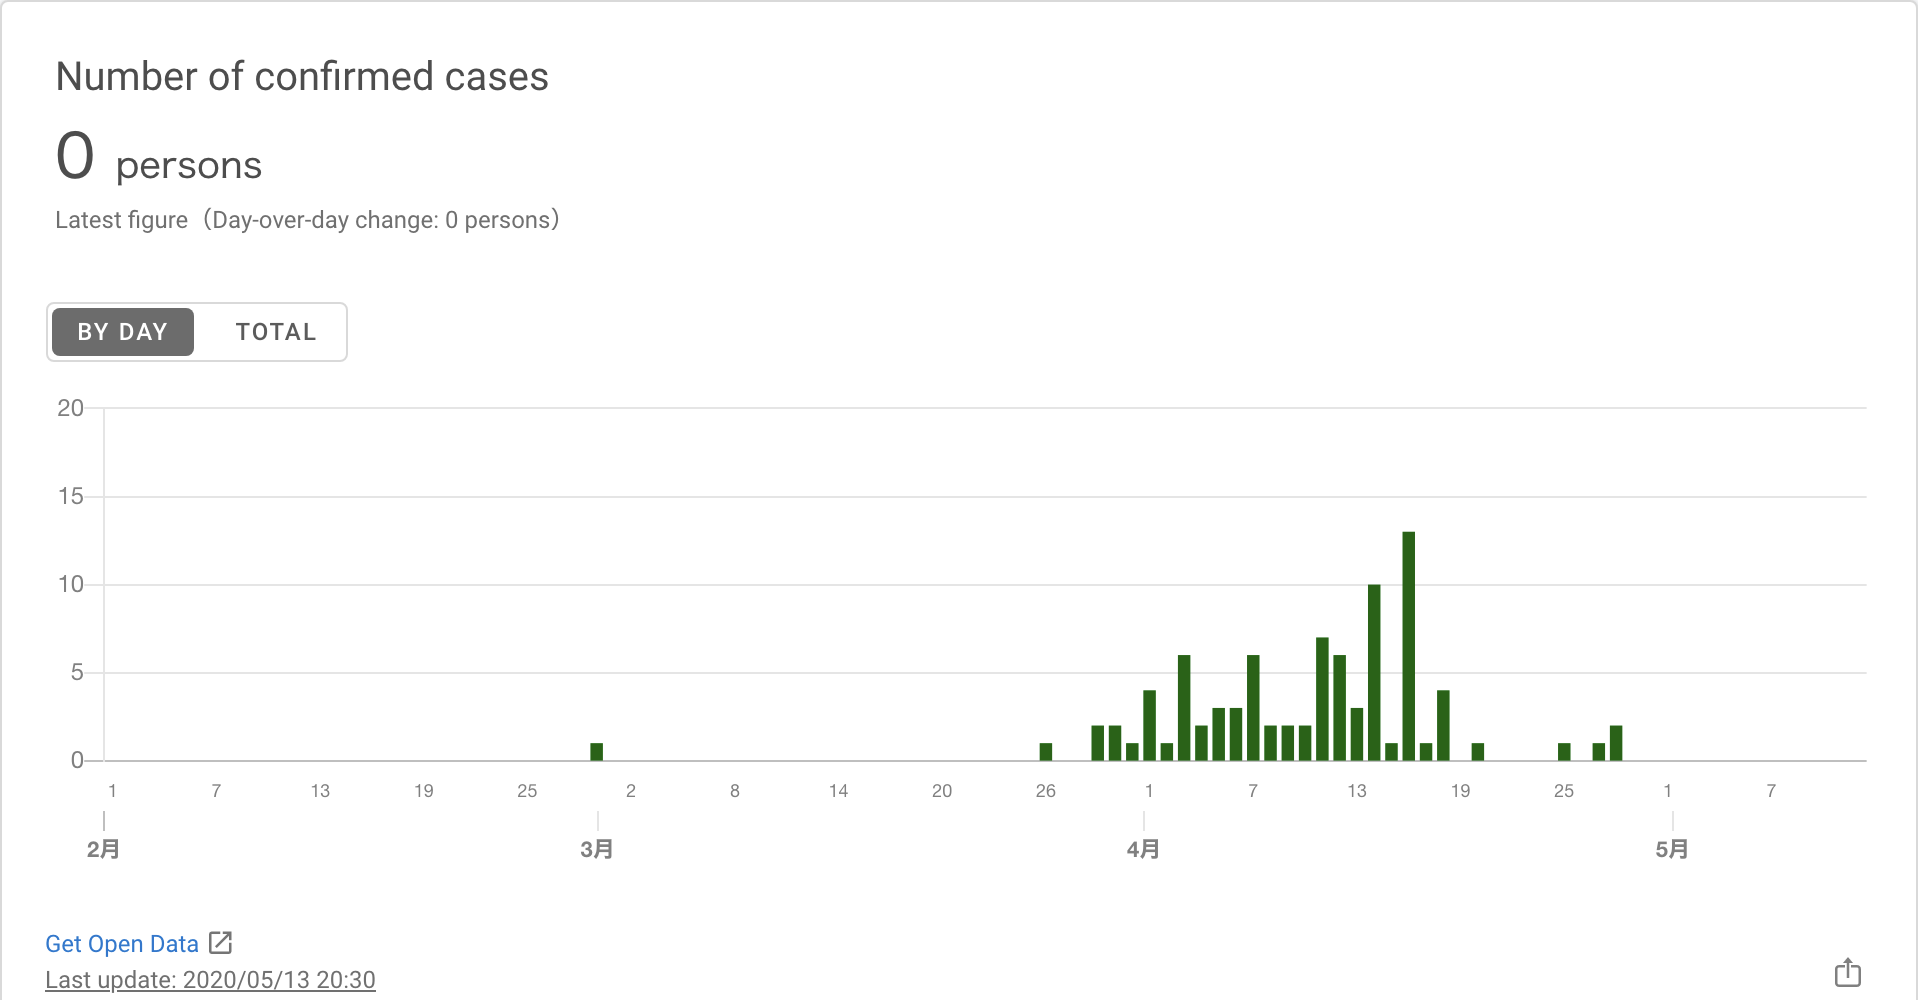 Number of confirmed cases
0 persons
Latest figure（Day-over-day change: 0 persons）
BY DAY TOTAL
20
15
10
5
0
1 7 13 19 25 2 8 14 20 26 1 7 13 19 25 1 7
2月 3月 4月 5月
Get Open Data
Last update: 2020/05/13 20:30